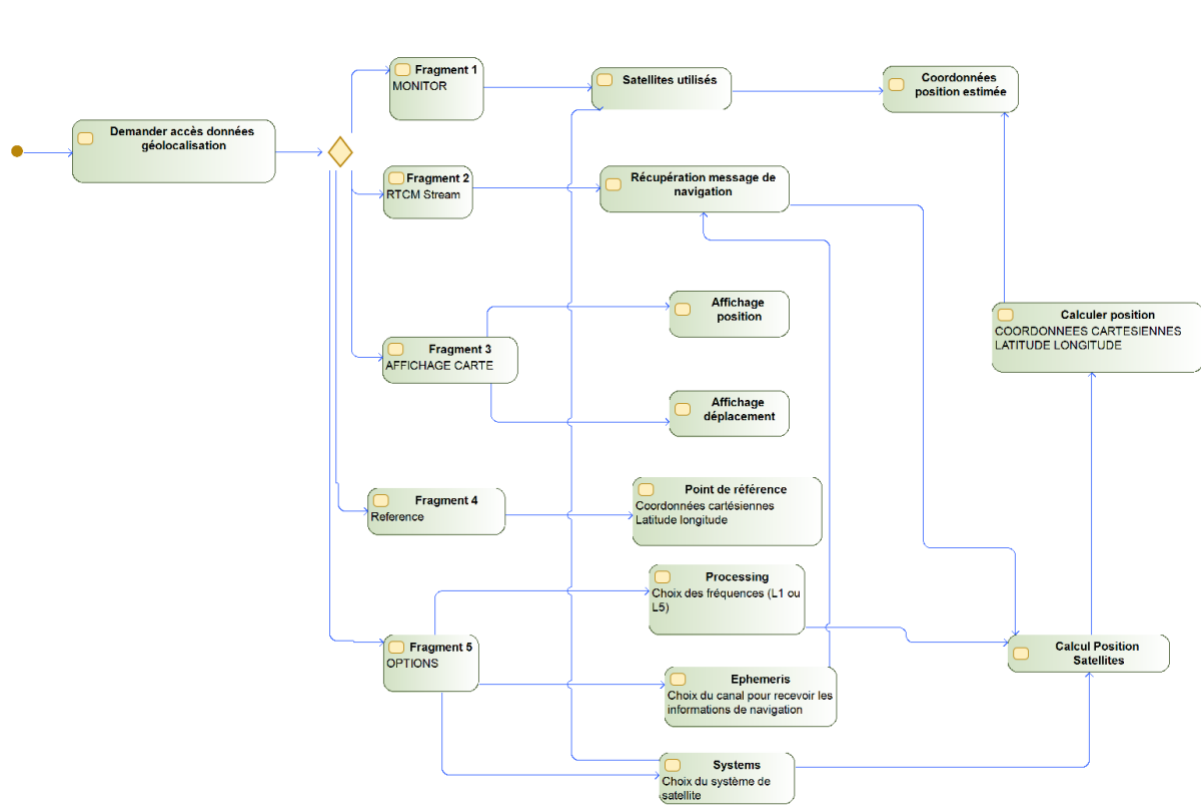 Demander accès données
géolocalisation
Fragment 1
MONITOR
Satellites utilisés
Coordonnées
position estimée
Fragment 2
RTCM Stream
Récupération message de
navigation
Affichage
position
Calculer position
COORDONNEES CARTESIENNES
LATITUDE LONGITUDE
Fragment 3
AFFICHAGE CARTE
Affichage
déplacement
Fragment 4
Reference
Point de référence
Coordonnées cartésiennes
Latitude longitude
Processing
Choix des fréquences (L1 ou
L5)
Fragment 5
OPTIONS
Calcul Position
Satellites
Ephemeris
Choix du canal pour recevoir les
informations de navigation
Systems
Choix du système de
satellite